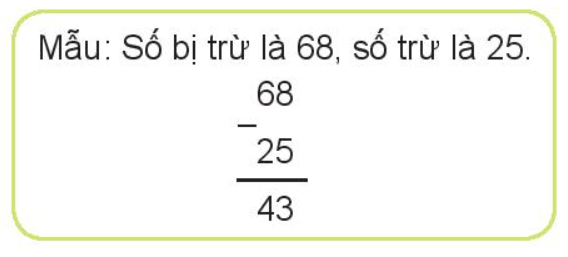 Mẫu: Số bị trừ là 68, số trừ là 25.
68
–
25
43